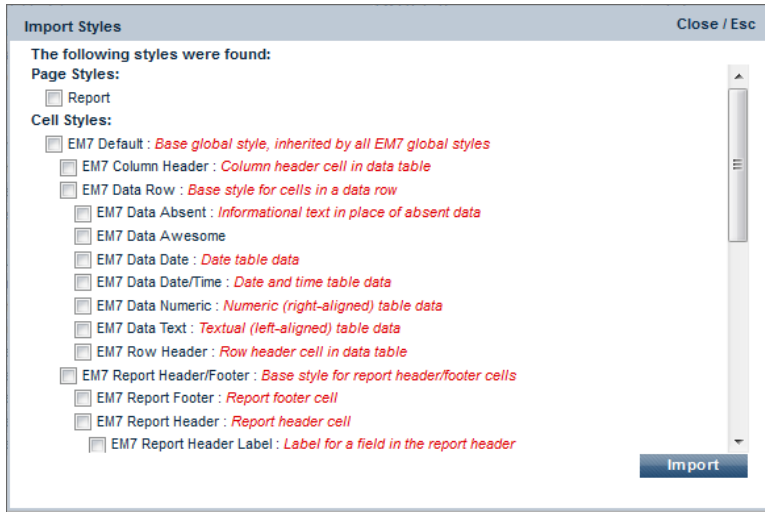 Import Styles Close / Esc
The following styles were found:
Page Styles:
Report
Cell Styles:
EM7 Default : Base global style, inherited by all EM7 global styles
EM7 Column Header : Column header cell in data table
EM7 Data Row : Base style for cells in a data row
EM7 Data Absent : Informational text in place of absent data
EM7 Data Awesome
EM7 Data Date : Date table data
EM7 Data Date/Time : Date and time table data
EM7 Data Numeric : Numeric (right-aligned) table data
EM7 Data Text : Textual (left-aligned) table data
EM7 Row Header : Row header cell in data table
EM7 Report Header/Footer : Base style for report header/footer cells
EM7 Report Footer : Report footer cell
EM7 Report Header : Report header cell
EM7 Report Header Label : Label for a field in the report header
Import